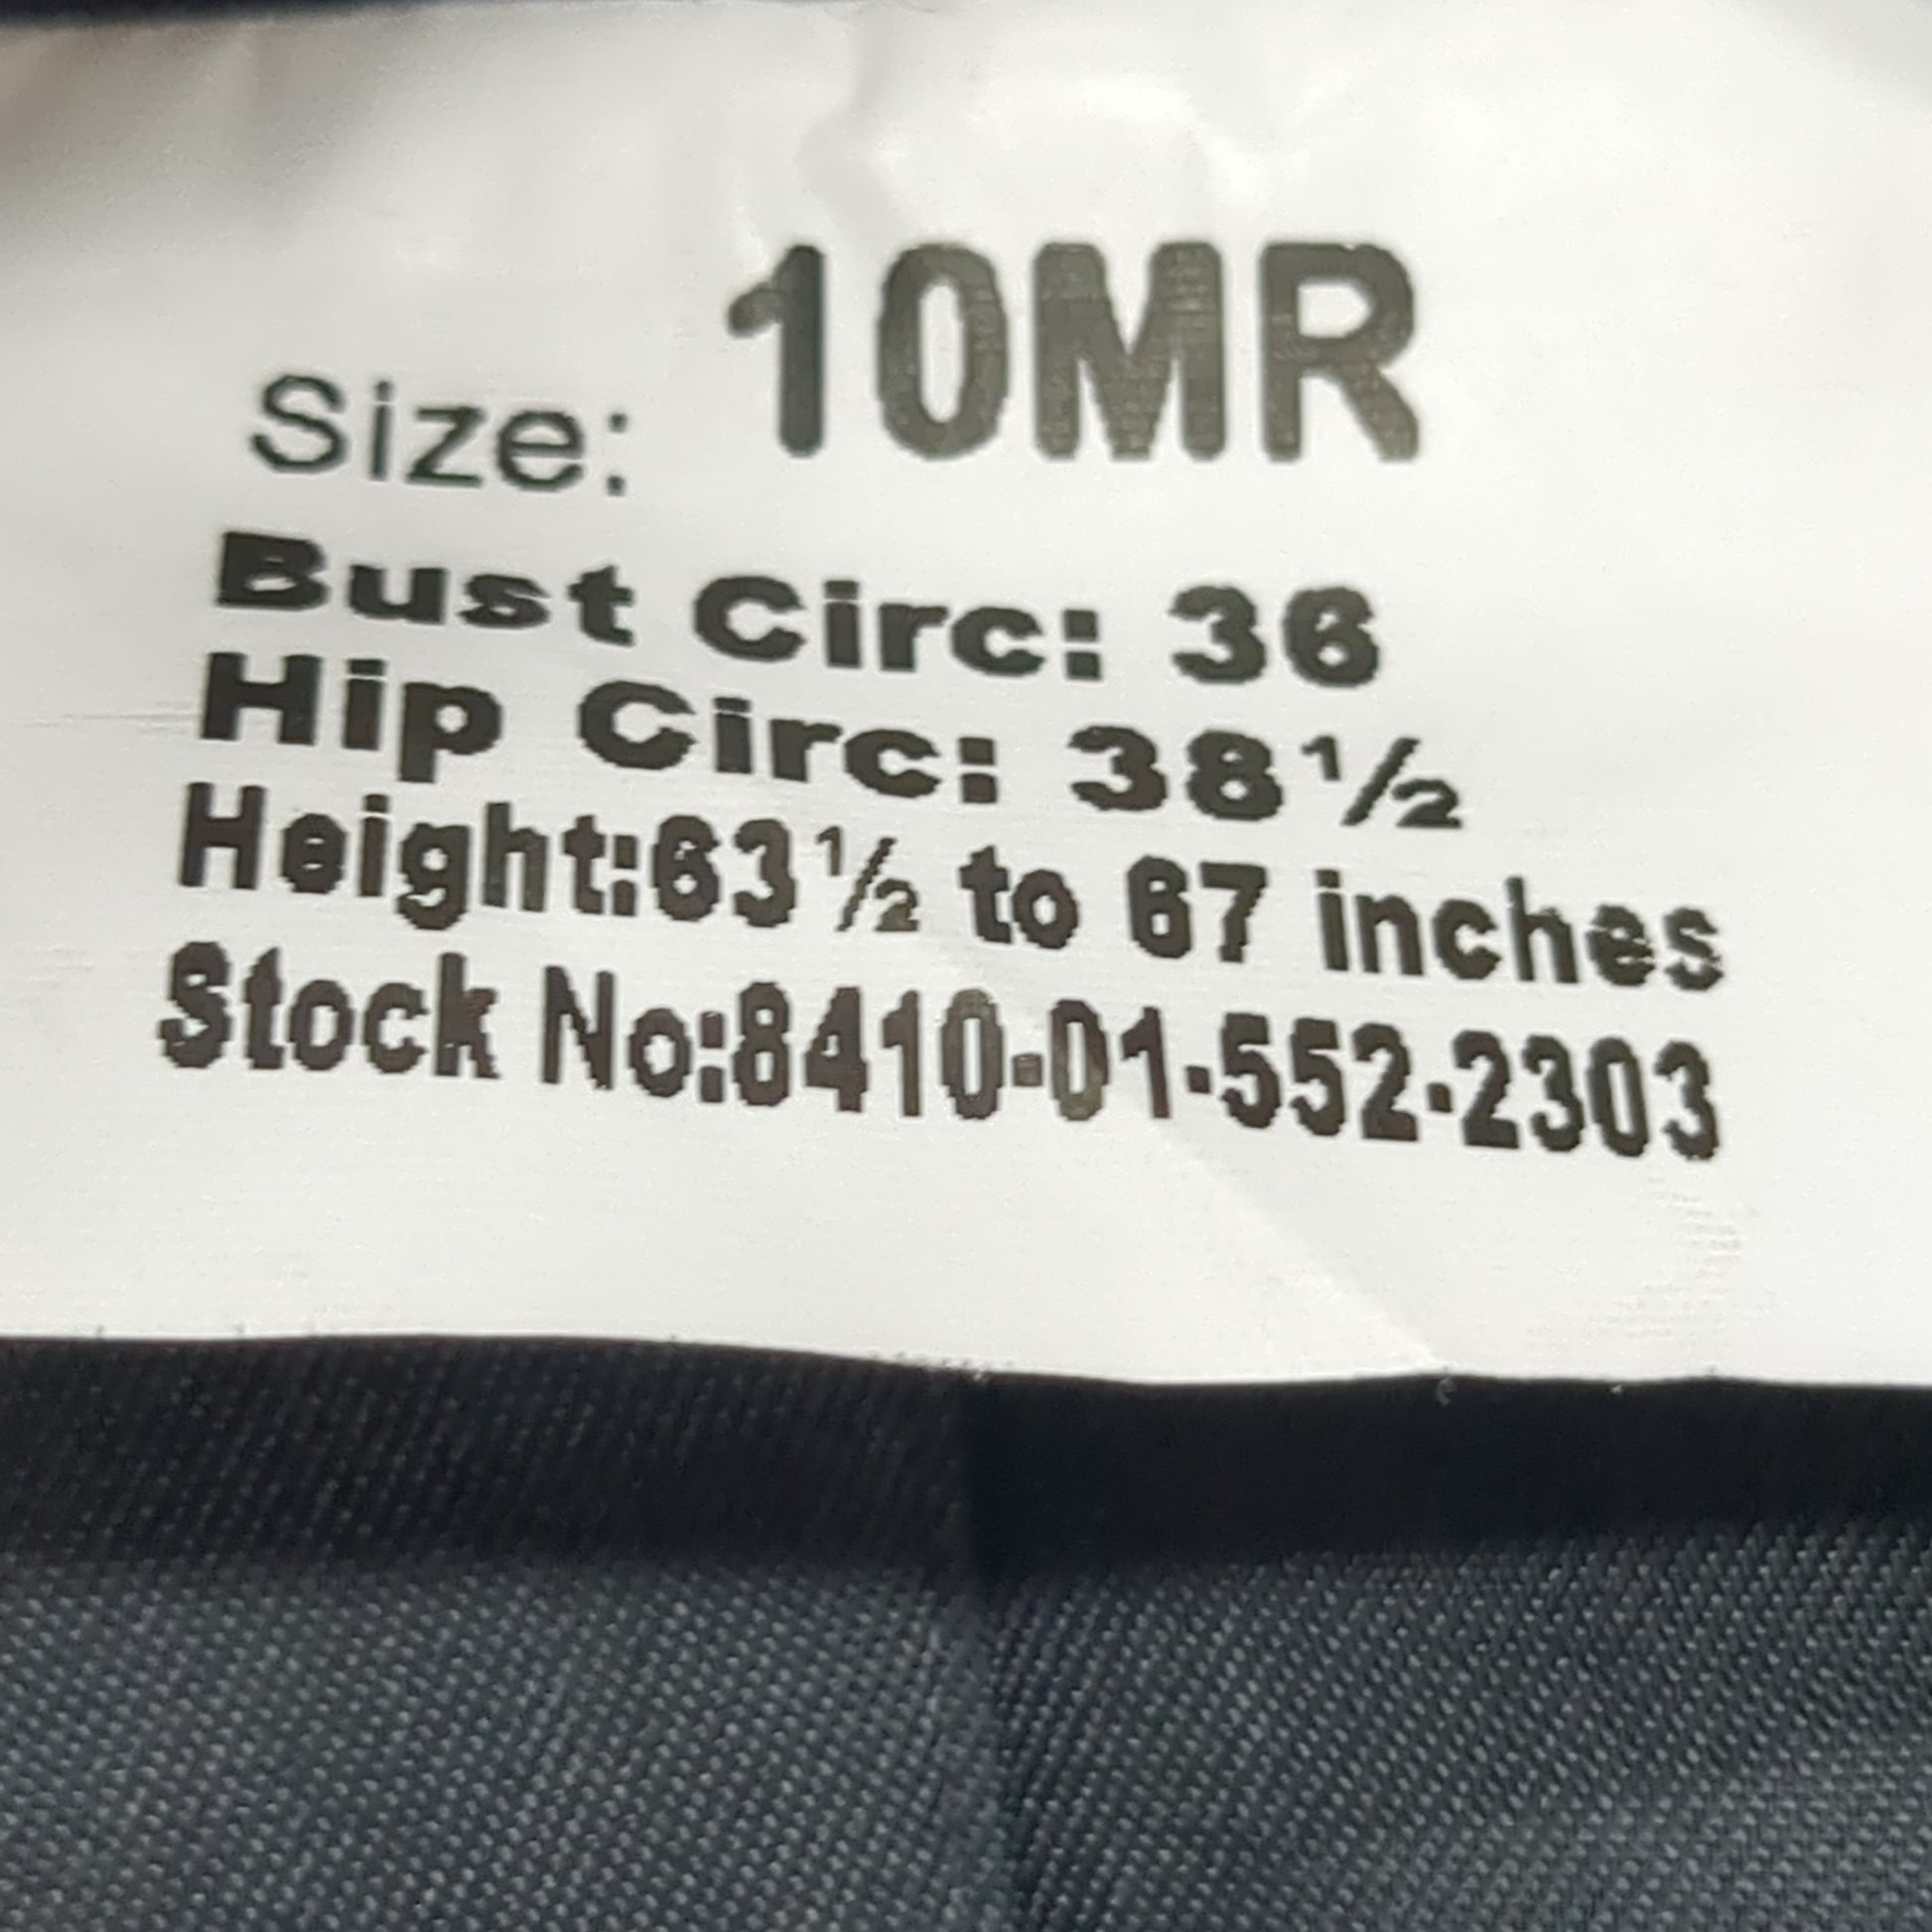 Size: 10MR
Bust Circ: 36
Hip Circ: 38½
Height:63½ to 67 inches
Stock No:8410-01-552-2303